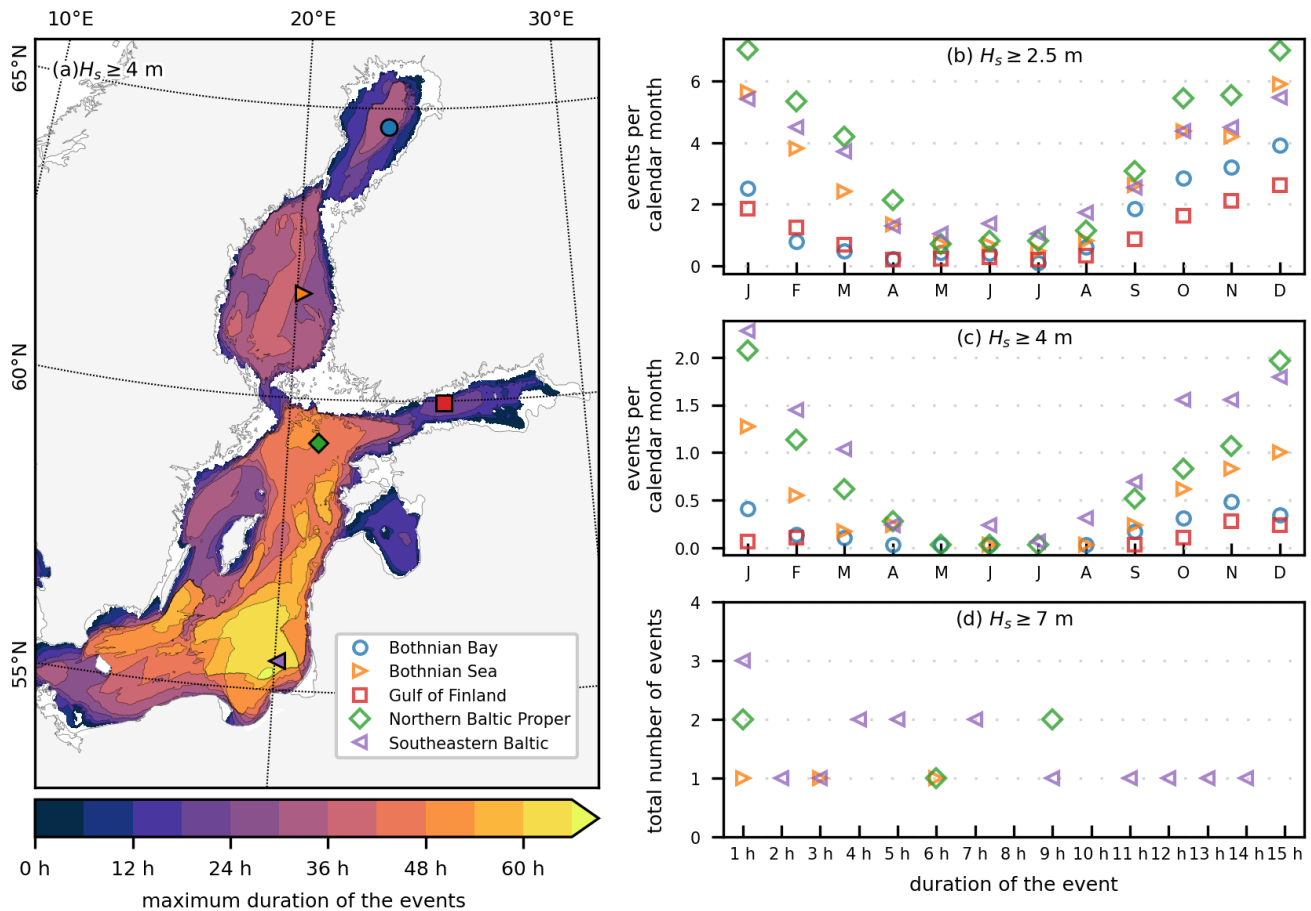 10°E 20°E 30°E
65°N
60°N
55°N
(a)Hₛ ≥ 4 m
Bothnian Bay
Bothnian Sea
Gulf of Finland
Northern Baltic Proper
Southeastern Baltic
0 h 12 h 24 h 36 h 48 h 60 h
maximum duration of the events
(b) Hₛ ≥ 2.5 m
events per
calendar month
6
4
2
0
J F M A M J J A S O N D
(c) Hₛ ≥ 4 m
events per
calendar month
2.0
1.5
1.0
0.5
0.0
J F M A M J J A S O N D
(d) Hₛ ≥ 7 m
total number of events
4
3
2
1
0
1 h 2 h 3 h 4 h 5 h 6 h 7 h 8 h 9 h 10 h 11 h 12 h 13 h 14 h 15 h
duration of the event